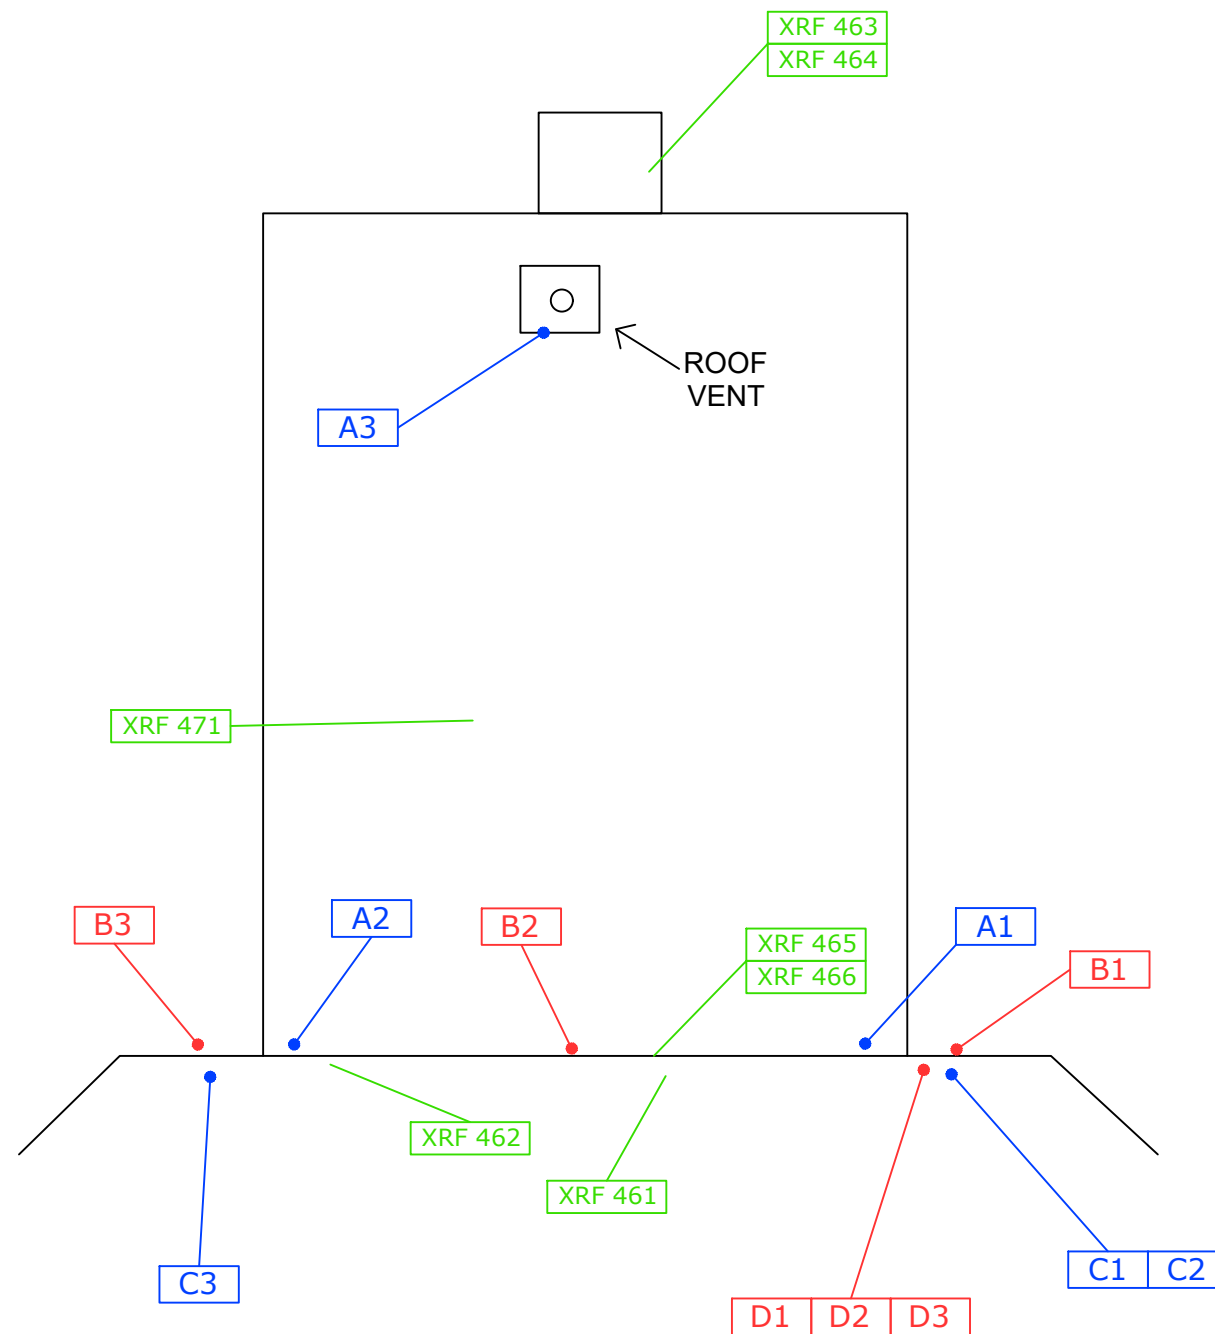 XRF 463
XRF 464
ROOF
VENT
A3
XRF 471
B3
A2
B2
A1
XRF 465
XRF 466
B1
XRF 462
XRF 461
C3
C1 C2
D1 D2 D3